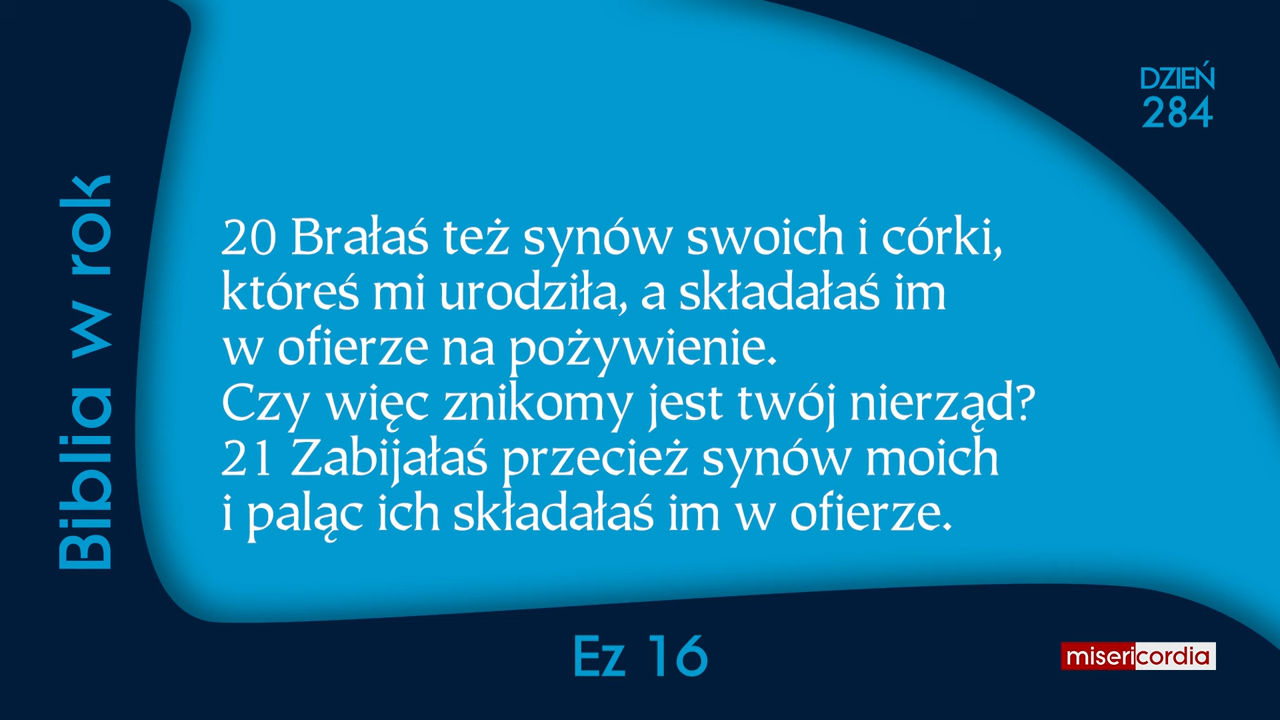 DZIEŃ
284
Biblia w rok
20 Brałaś też synów swoich i córki,
któreś mi urodziła, a składałaś im
w ofierze na pożywienie.
Czy więc znikomy jest twój nierząd?
21 Zabijałaś przecież synów moich
i paląc ich składałaś im w ofierze.
Ez 16
misericordia